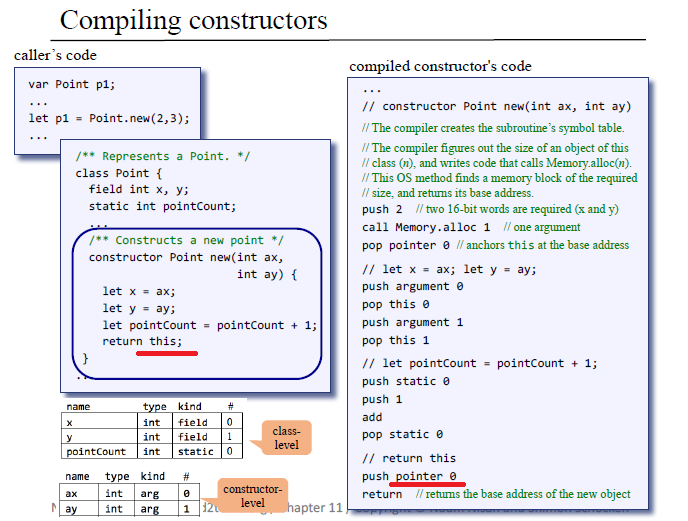 Compiling constructors
caller's code
var Point p1;
...
let p1 = Point.new(2,3);
...
/** Represents a Point. */
class Point {
field int x, y;
static int pointCount;
...
/** Constructs a new point */
constructor Point new(int ax,
int ay) {
let x = ax;
let y = ay;
let pointCount = pointCount + 1;
return this;
}
...
name type kind #
x int field 0
y int field 1
pointCount int static 0
class-
level
name type kind #
ax int arg 0
ay int arg 1
constructor-
level
hapter 11
compiled constructor's code
...
// constructor Point new(int ax, int ay)
// The compiler creates the subroutine's symbol table.
// The compiler figures out the size of an object of this
// class (n), and writes code that calls Memory.alloc(n).
// This OS method finds a memory block of the required
// size, and returns its base address.
push 2 // two 16-bit words are required (x and y)
call Memory.alloc 1 // one argument
pop pointer 0 // anchors this at the base address
// let x = ax; let y = ay;
push argument 0
pop this 0
push argument 1
pop this 1
// let pointCount = pointCount + 1;
push static 0
push 1
add
pop static 0
// return this
push pointer 0
return // returns the base address of the new object